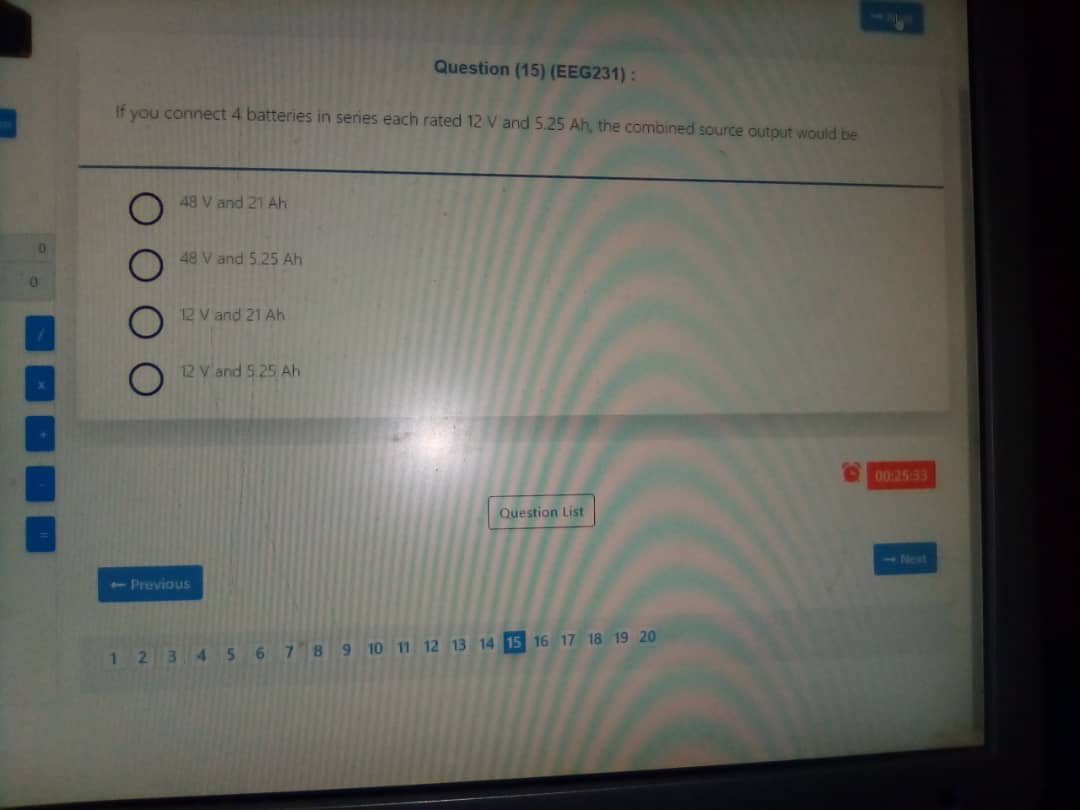 Question (15) (EEG231) :
If you connect 4 batteries in series each rated 12 V and 5.25 Ah, the combined source output would be
48 V and 21 Ah
48 V and 5.25 Ah
12 V and 21 Ah
12 V and 5.25 Ah
0
0
/
x
+
-
=
00:25:33
Question List
→ Next
← Previous
1 2 3 4 5 6 7 8 9 10 11 12 13 14 15 16 17 18 19 20